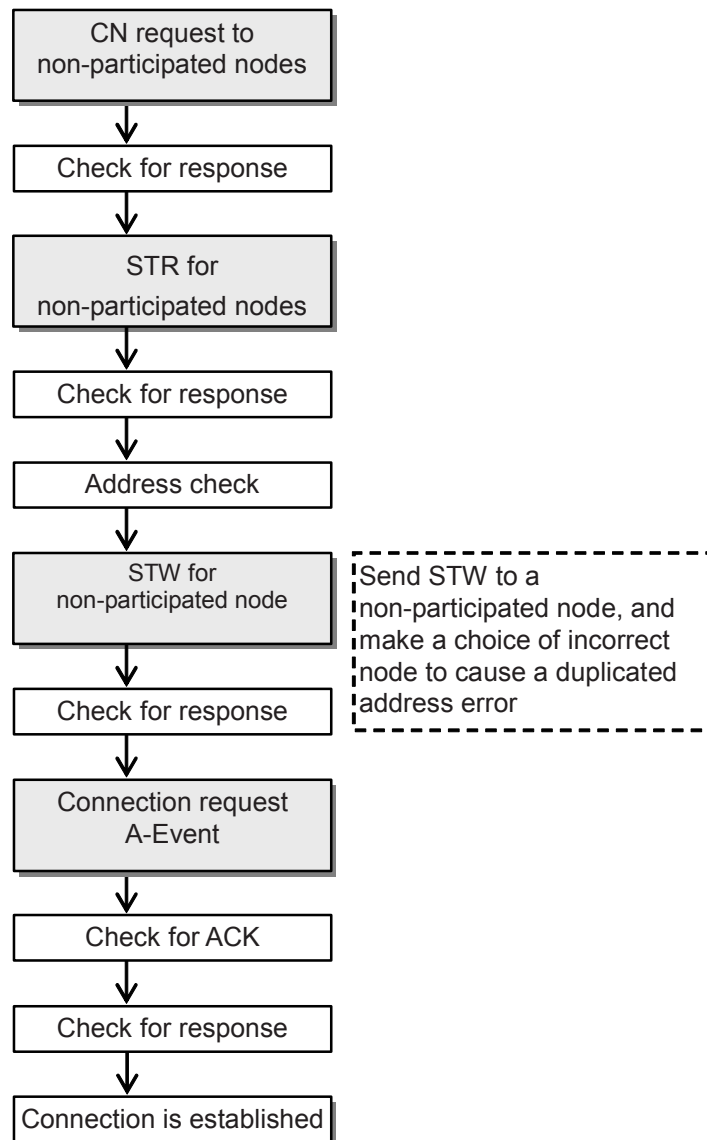 CN request to
non-participated nodes
Check for response
STR for
non-participated nodes
Check for response
Address check
STW for
non-participated node
Send STW to a
non-participated node, and
make a choice of incorrect
node to cause a duplicated
address error
Check for response
Connection request
A-Event
Check for ACK
Check for response
Connection is established